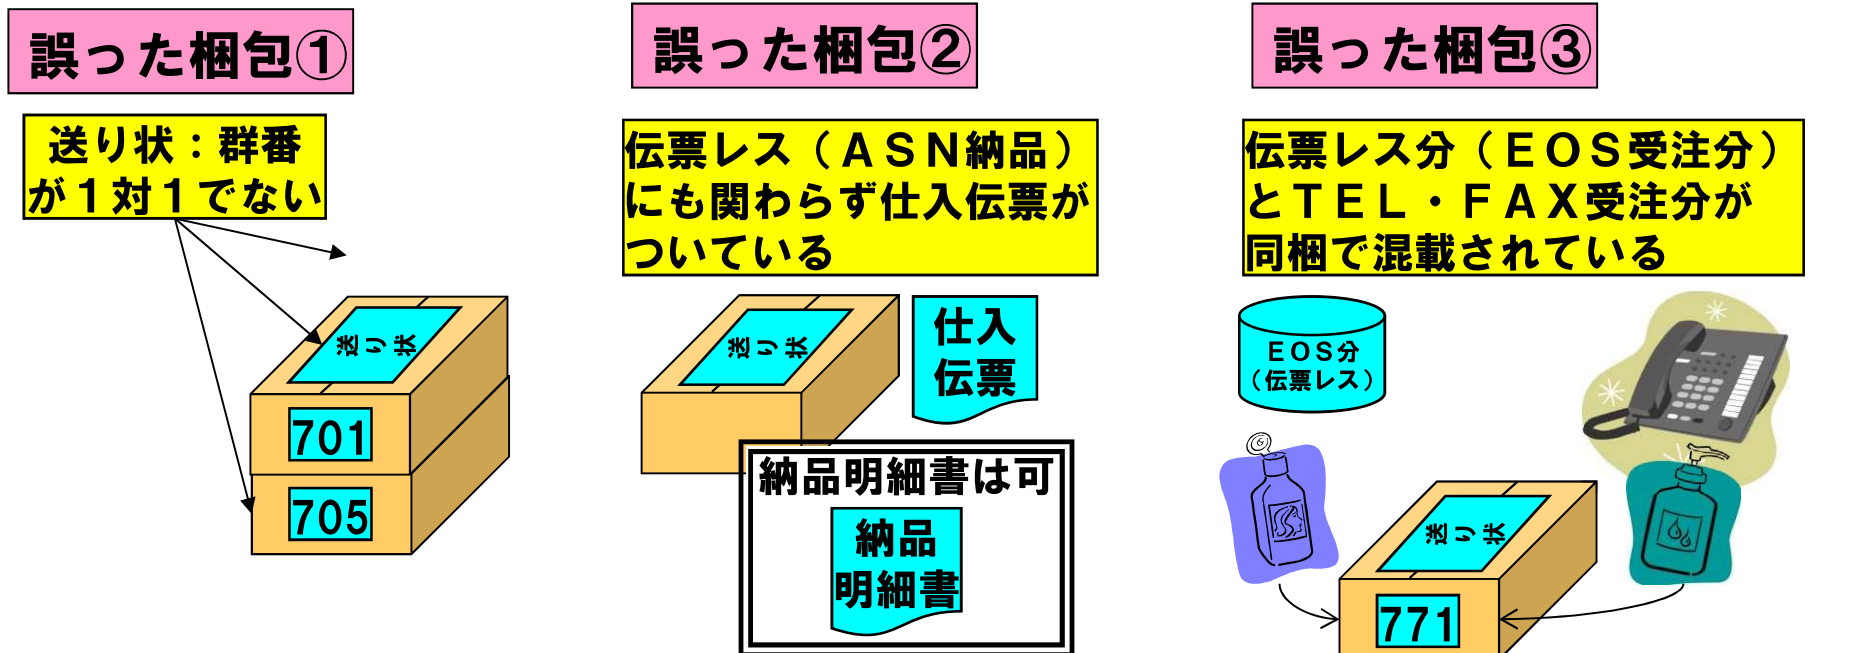 誤った梱包①
送り状：群番
が１対１でない
送り状
701
705
誤った梱包②
伝票レス（ＡＳＮ納品）
にも関わらず仕入伝票が
ついている
送り状
仕入
伝票
納品明細書は可
納品
明細書
誤った梱包③
伝票レス分（ＥＯＳ受注分）
とＴＥＬ・ＦＡＸ受注分が
同梱で混載されている
ＥＯＳ分
（伝票レス）
送り状
771